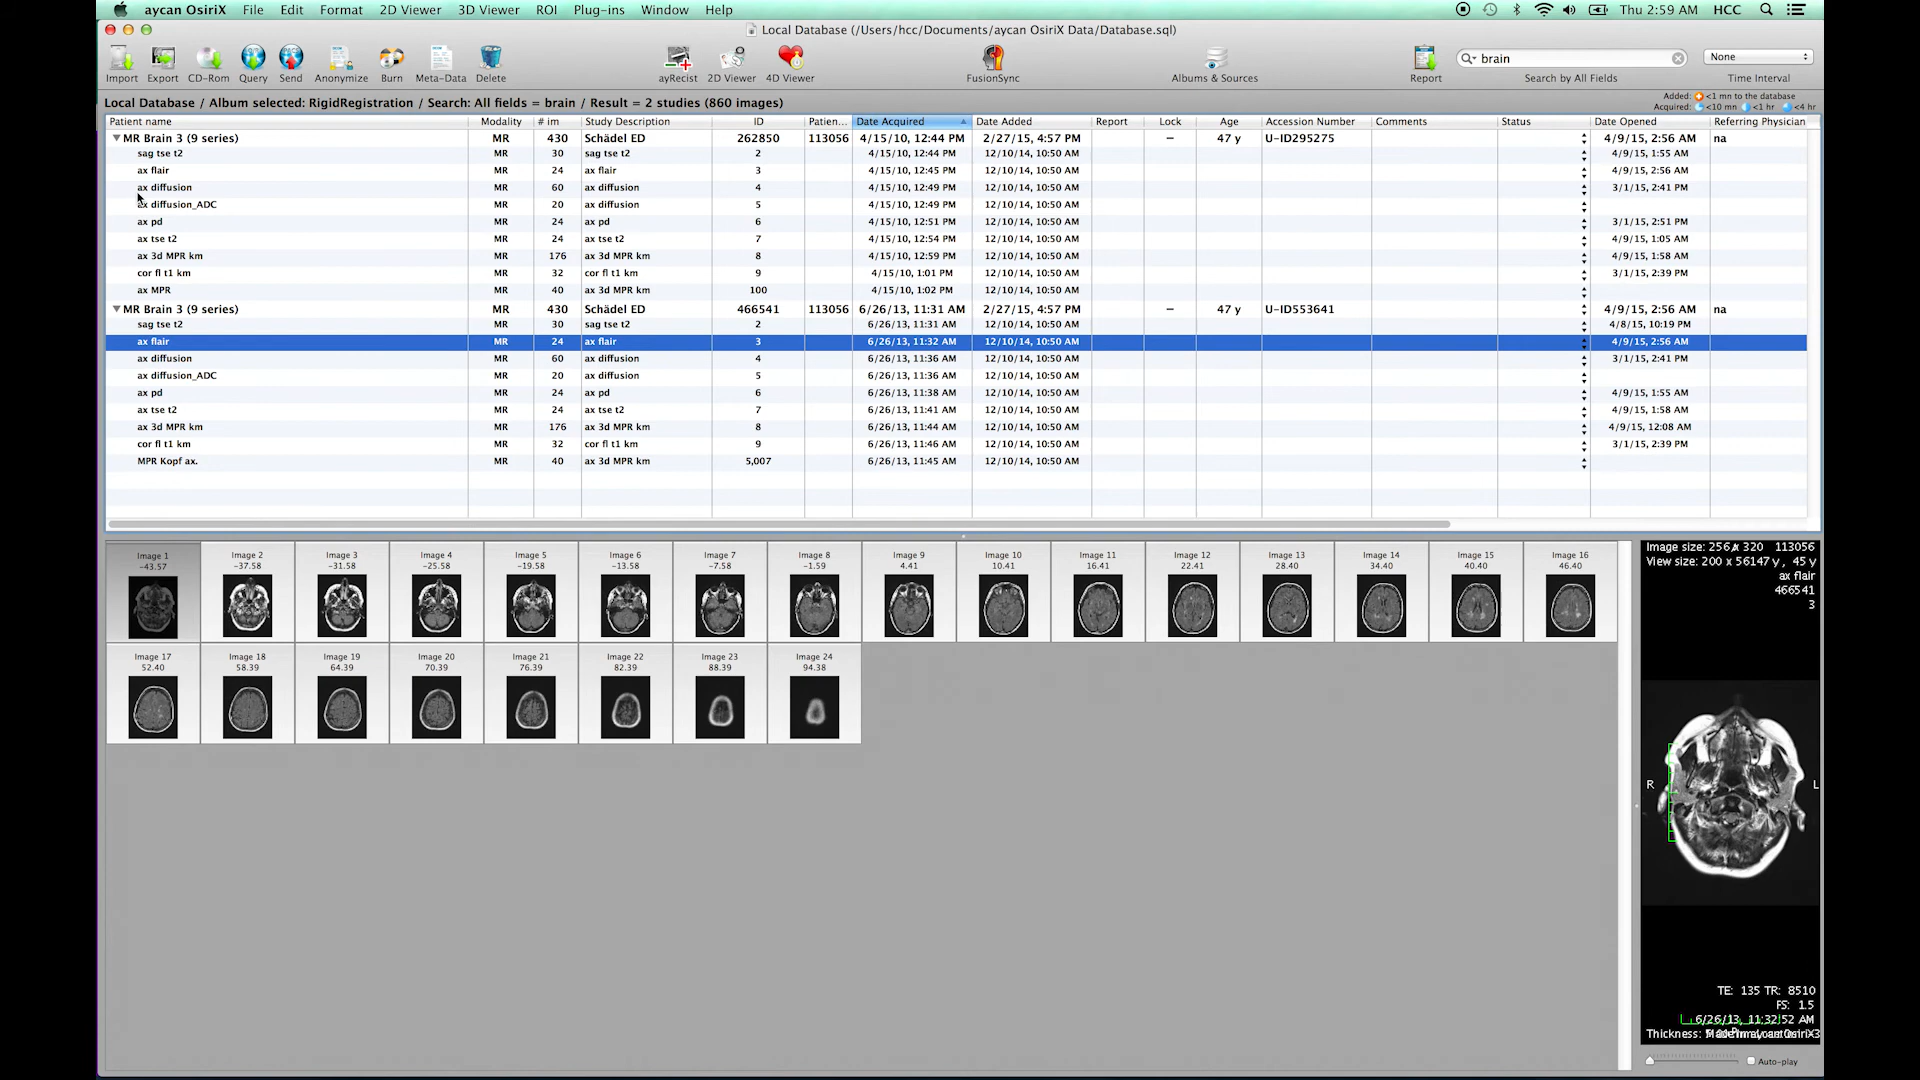 aycan OsiriX File Edit Format 2D Viewer 3D Viewer ROI Plug-ins Window Help Thu 2:59 AM HCC
Local Database (/Users/hcc/Documents/aycan OsiriX Data/Database.sql)
Import Export CD-Rom Query Send Anonymize Burn Meta-Data Delete ayRecist 2D Viewer 4D Viewer FusionSync Albums & Sources Report
brain
Search by All Fields
None
Time Interval
Local Database / Album selected: RigidRegistration / Search: All fields = brain / Result = 2 studies (860 images)
Added: <1 mn to the database
Acquired: <10 mn <1 hr <4 hr
Patient name Modality # im Study Description ID Patien... Date Acquired Date Added Report Lock Age Accession Number Comments Status Date Opened Referring Physician
MR Brain 3 (9 series) MR 430 Schädel ED 262850 113056 4/15/10, 12:44 PM 2/27/15, 4:57 PM — 47 y U-ID295275 4/9/15, 2:56 AM na
sag tse t2 MR 30 sag tse t2 2 4/15/10, 12:44 PM 12/10/14, 10:50 AM 4/9/15, 1:55 AM
ax flair MR 24 ax flair 3 4/15/10, 12:45 PM 12/10/14, 10:50 AM 4/9/15, 2:56 AM
ax diffusion MR 60 ax diffusion 4 4/15/10, 12:49 PM 12/10/14, 10:50 AM 3/1/15, 2:41 PM
ax diffusion_ADC MR 20 ax diffusion 5 4/15/10, 12:49 PM 12/10/14, 10:50 AM
ax pd MR 24 ax pd 6 4/15/10, 12:51 PM 12/10/14, 10:50 AM 3/1/15, 2:51 PM
ax tse t2 MR 24 ax tse t2 7 4/15/10, 12:54 PM 12/10/14, 10:50 AM 4/9/15, 1:05 AM
ax 3d MPR km MR 176 ax 3d MPR km 8 4/15/10, 12:59 PM 12/10/14, 10:50 AM 4/9/15, 1:58 AM
cor fl t1 km MR 32 cor fl t1 km 9 4/15/10, 1:01 PM 12/10/14, 10:50 AM 3/1/15, 2:39 PM
ax MPR MR 40 ax 3d MPR km 100 4/15/10, 1:02 PM 12/10/14, 10:50 AM
MR Brain 3 (9 series) MR 430 Schädel ED 466541 113056 6/26/13, 11:31 AM 2/27/15, 4:57 PM — 47 y U-ID553641 4/9/15, 2:56 AM na
sag tse t2 MR 30 sag tse t2 2 6/26/13, 11:31 AM 12/10/14, 10:50 AM 4/8/15, 10:19 PM
ax flair MR 24 ax flair 3 6/26/13, 11:32 AM 12/10/14, 10:50 AM 4/9/15, 2:56 AM
ax diffusion MR 60 ax diffusion 4 6/26/13, 11:36 AM 12/10/14, 10:50 AM 3/1/15, 2:41 PM
ax diffusion_ADC MR 20 ax diffusion 5 6/26/13, 11:36 AM 12/10/14, 10:50 AM
ax pd MR 24 ax pd 6 6/26/13, 11:38 AM 12/10/14, 10:50 AM 4/9/15, 1:55 AM
ax tse t2 MR 24 ax tse t2 7 6/26/13, 11:41 AM 12/10/14, 10:50 AM 4/9/15, 1:58 AM
ax 3d MPR km MR 176 ax 3d MPR km 8 6/26/13, 11:44 AM 12/10/14, 10:50 AM 4/9/15, 12:08 AM
cor fl t1 km MR 32 cor fl t1 km 9 6/26/13, 11:46 AM 12/10/14, 10:50 AM 3/1/15, 2:39 PM
MPR Kopf ax. MR 40 ax 3d MPR km 5,007 6/26/13, 11:45 AM 12/10/14, 10:50 AM
Image 1 Image 2 Image 3 Image 4 Image 5 Image 6 Image 7 Image 8 Image 9 Image 10 Image 11 Image 12 Image 13 Image 14 Image 15 Image 16
-43.57 -37.58 -31.58 -25.58 -19.58 -13.58 -7.58 -1.59 4.41 10.41 16.41 22.41 28.40 34.40 40.40 46.40
Image 17 Image 18 Image 19 Image 20 Image 21 Image 22 Image 23 Image 24
52.40 58.39 64.39 70.39 76.39 82.39 88.39 94.38
Image size: 256 x 320 113056
View size: 200 x 561 47 y , 45 y
ax flair
466541
3
R L
TE: 135 TR: 8510
FS: 1.5
6/26/13, 11:32:52 AM
Thickness:
Auto-play